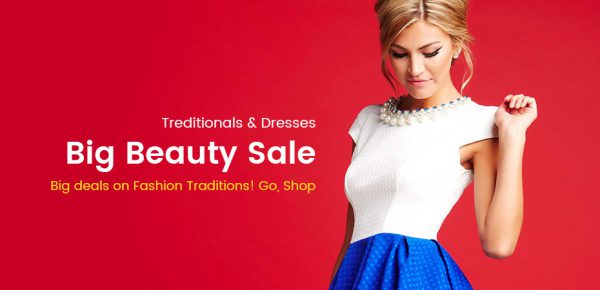 Treditionals & Dresses
Big Beauty Sale
Big deals on Fashion Traditions! Go, Shop